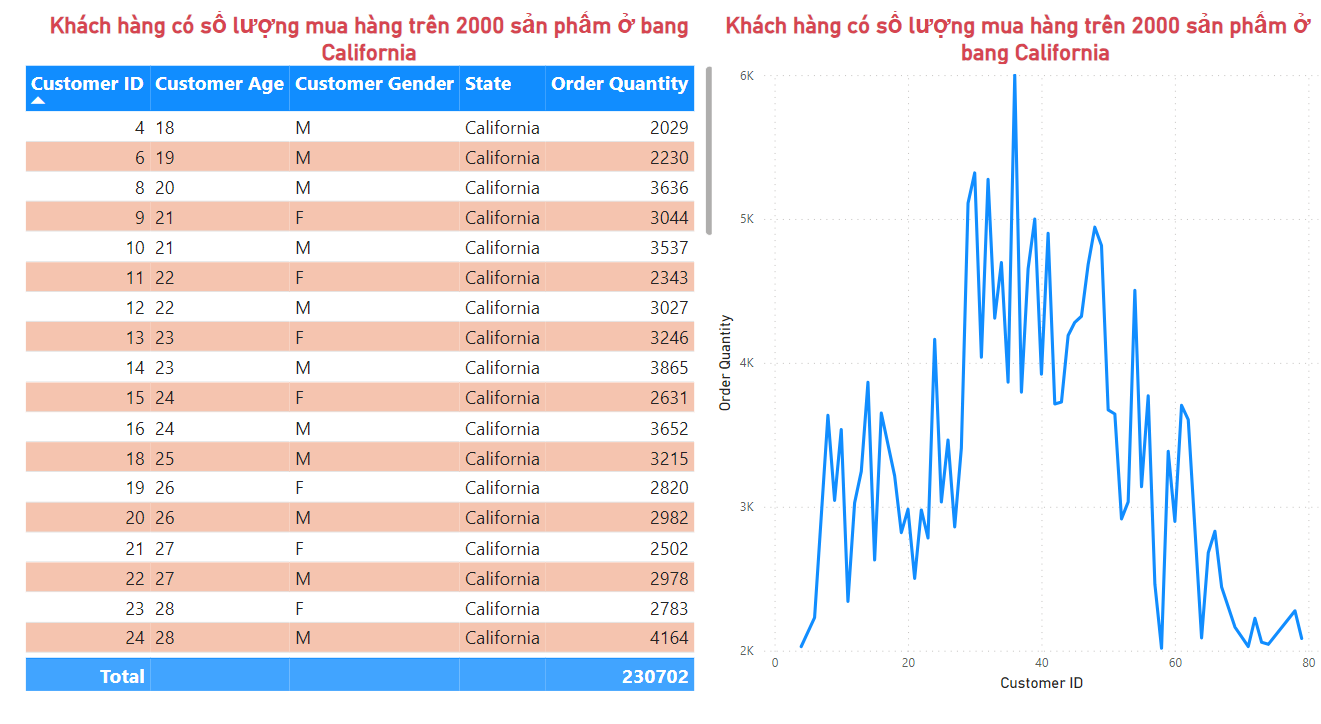 Khách hàng có số lượng mua hàng trên 2000 sản phẩm ở bang
California
Customer ID Customer Age Customer Gender State Order Quantity
4 18 M California 2029
6 19 M California 2230
8 20 M California 3636
9 21 F California 3044
10 21 M California 3537
11 22 F California 2343
12 22 M California 3027
13 23 F California 3246
14 23 M California 3865
15 24 F California 2631
16 24 M California 3652
18 25 M California 3215
19 26 F California 2820
20 26 M California 2982
21 27 F California 2502
22 27 M California 2978
23 28 F California 2783
24 28 M California 4164
Total 230702
Khách hàng có số lượng mua hàng trên 2000 sản phẩm ở
bang California
6K
5K
4K
3K
2K
Order Quantity
0 20 40 60 80
Customer ID